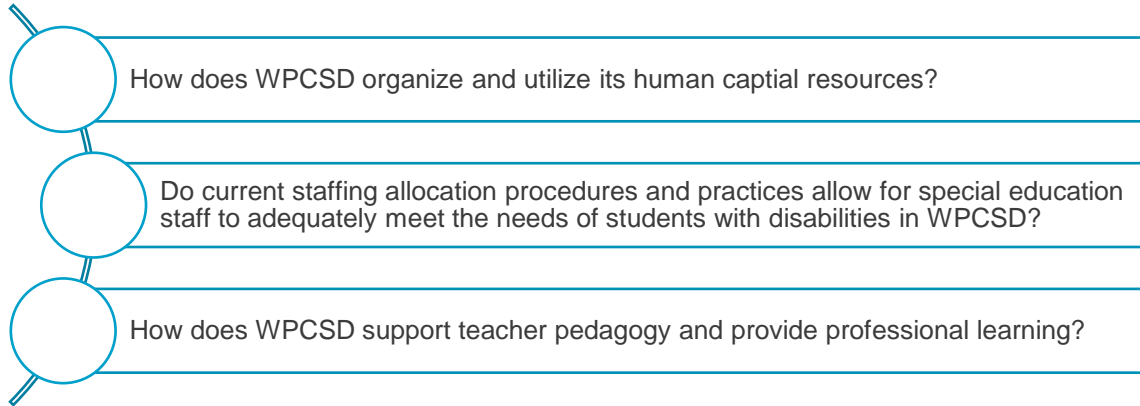 How does WPCSD organize and utilize its human captial resources?
Do current staffing allocation procedures and practices allow for special education
staff to adequately meet the needs of students with disabilities in WPCSD?
How does WPCSD support teacher pedagogy and provide professional learning?